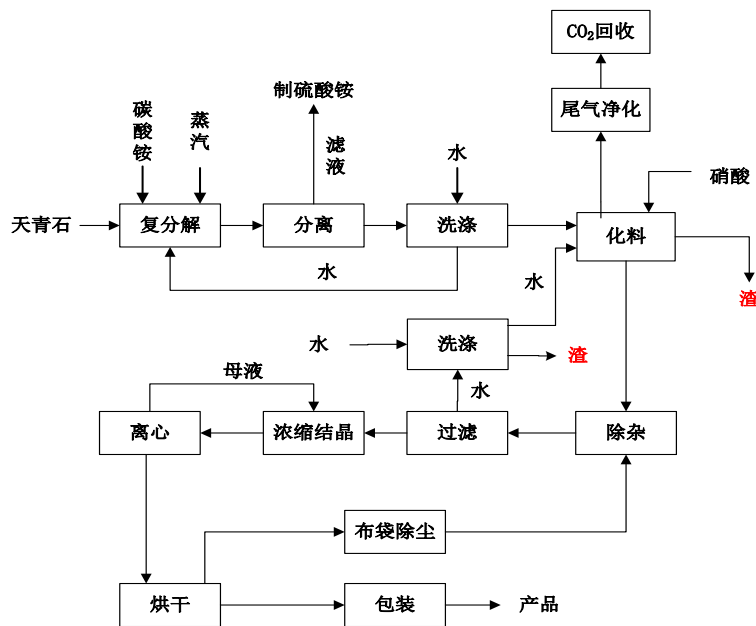 CO₂回收
尾气净化
制硫酸铵
碳酸铵
蒸汽
滤液
水
硝酸
天青石
复分解
分离
洗涤
化料
水
水
渣
水
洗涤
渣
母液
水
离心
浓缩结晶
过滤
除杂
布袋除尘
烘干
包装
产品